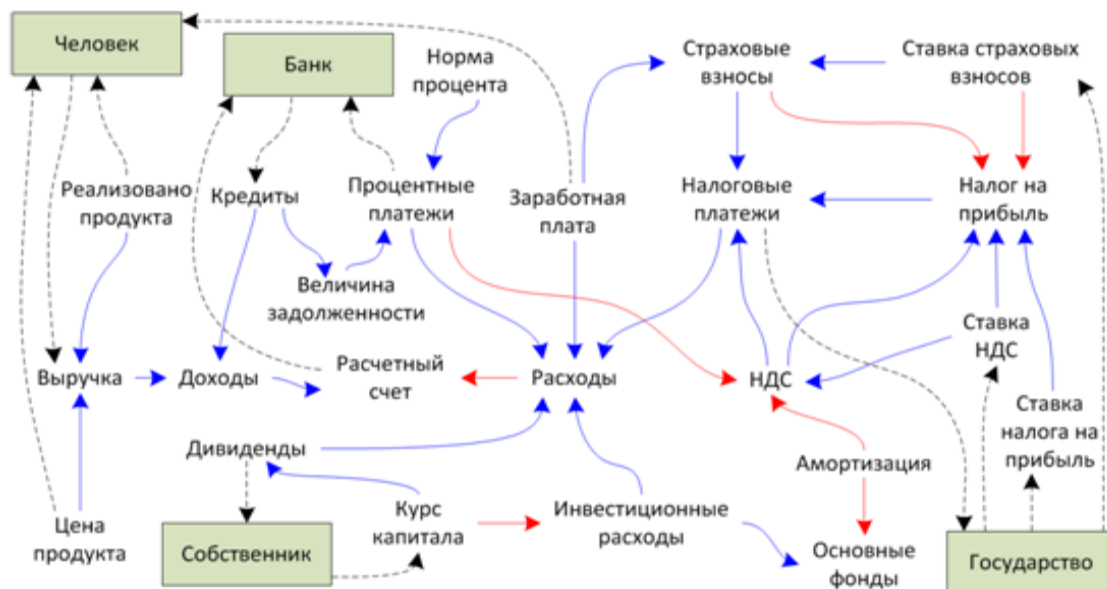 Человек
Банк
Норма
процента
Страховые
взносы
Ставка страховых
взносов
Реализовано
продукта
Кредиты
Процентные
платежи
Заработная
плата
Налоговые
платежи
Налог на
прибыль
Величина
задолженности
Ставка
НДС
Выручка
Доходы
Расчетный
счет
Расходы
НДС
Ставка
налога на
прибыль
Дивиденды
Амортизация
Цена
продукта
Собственник
Курс
капитала
Инвестиционные
расходы
Основные
фонды
Государство